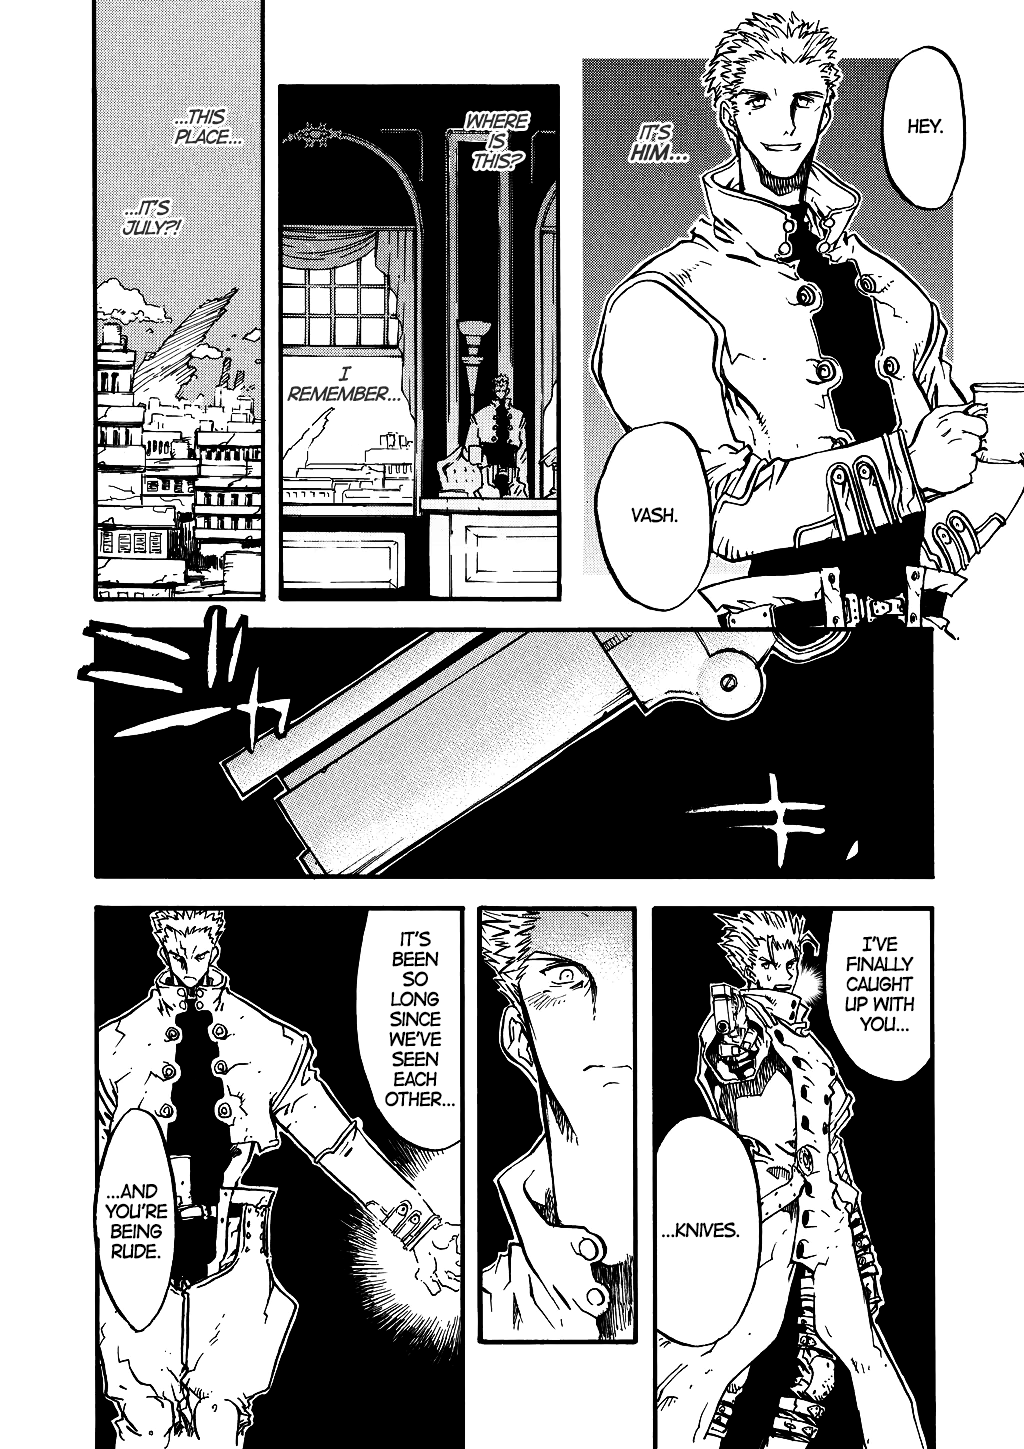 HEY.
IT'S
HIM...
VASH.
WHERE
IS
THIS?
I
REMEMBER...
...THIS
PLACE...
...IT'S
JULY?!
I'VE
FINALLY
CAUGHT
UP WITH
YOU...
...KNIVES.
IT'S
BEEN
SO
LONG
SINCE
WE'VE
SEEN
EACH
OTHER...
...AND
YOU'RE
BEING
RUDE.